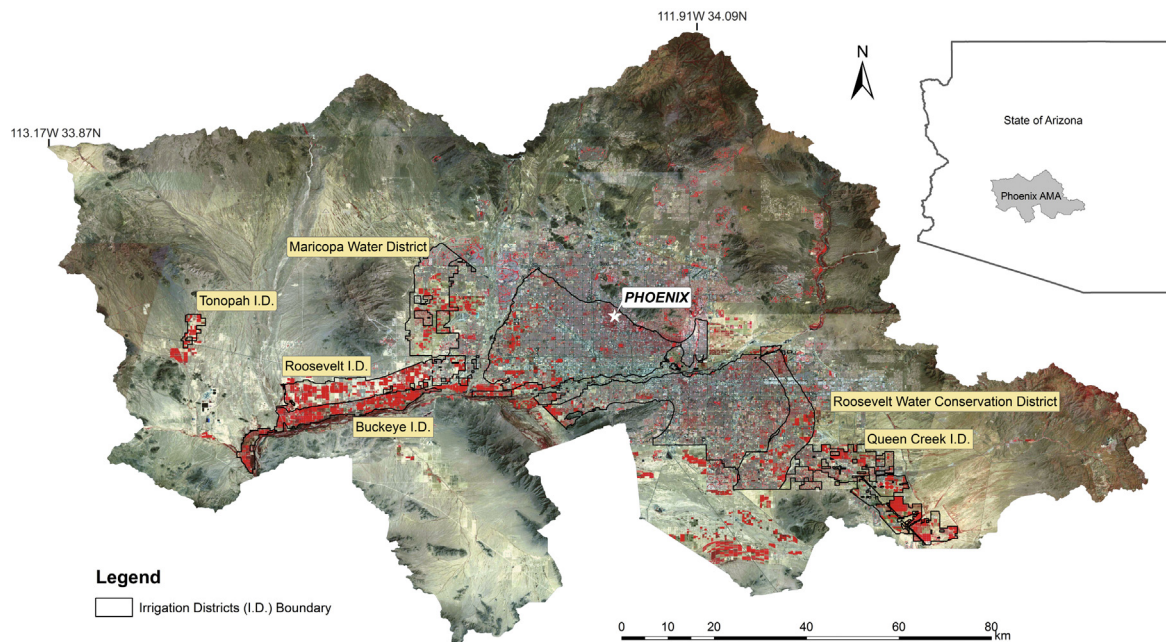 111.91W 34.09N
N
113.17W 33.87N
State of Arizona
Phoenix AMA
Maricopa Water District
PHOENIX
Tonopah I.D.
Roosevelt I.D.
Roosevelt Water Conservation District
Buckeye I.D.
Queen Creek I.D.
Legend
Irrigation Districts (I.D.) Boundary
0 10 20 40 60 80
km